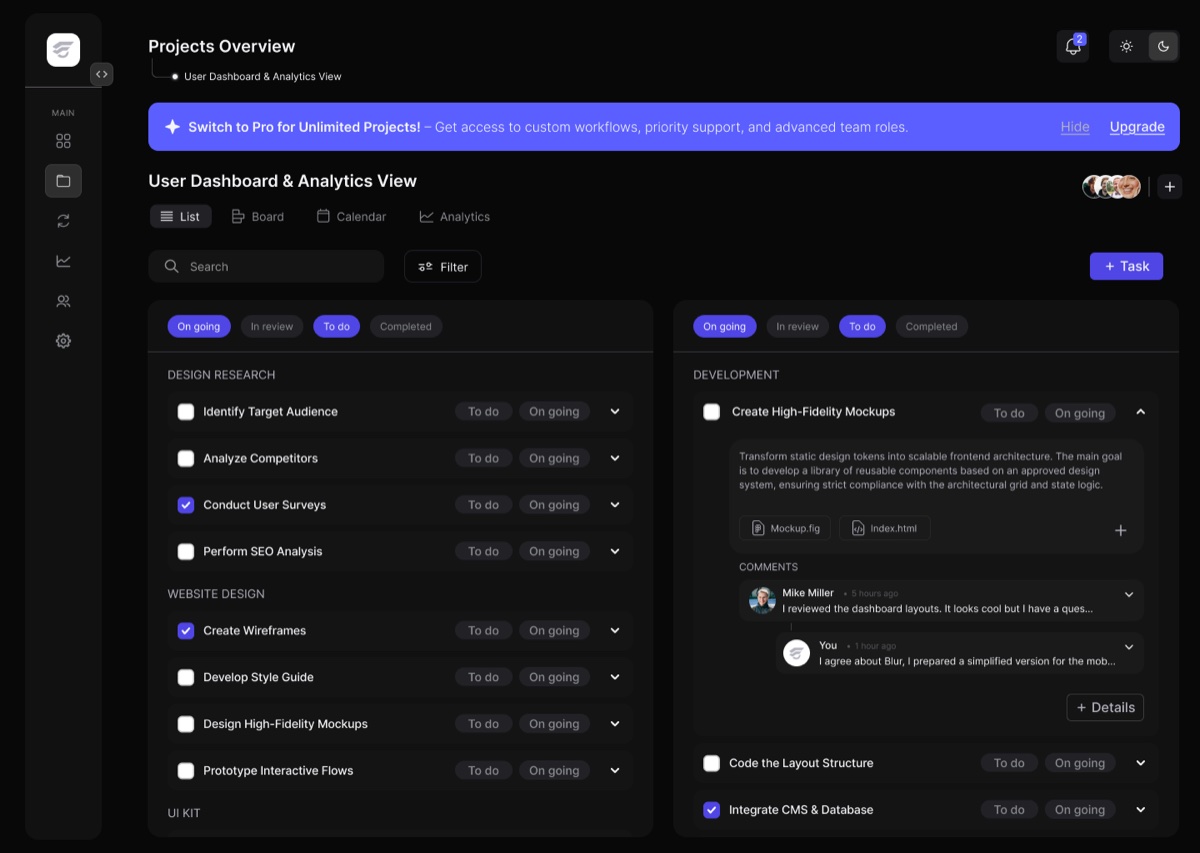 Projects Overview
2
User Dashboard & Analytics View
MAIN
Switch to Pro for Unlimited Projects! – Get access to custom workflows, priority support, and advanced team roles.
Hide
Upgrade
User Dashboard & Analytics View
List
Board
Calendar
Analytics
Search
Filter
+ Task
On going
In review
To do
Completed
DESIGN RESEARCH
Identify Target Audience
To do
On going
Analyze Competitors
To do
On going
Conduct User Surveys
To do
On going
Perform SEO Analysis
To do
On going
WEBSITE DESIGN
Create Wireframes
To do
On going
Develop Style Guide
To do
On going
Design High-Fidelity Mockups
To do
On going
Prototype Interactive Flows
To do
On going
UI KIT
On going
In review
To do
Completed
DEVELOPMENT
Create High-Fidelity Mockups
To do
On going
Transform static design tokens into scalable frontend architecture. The main goal
is to develop a library of reusable components based on an approved design
system, ensuring strict compliance with the architectural grid and state logic.
Mockup.fig
Index.html
COMMENTS
Mike Miller • 5 hours ago
I reviewed the dashboard layouts. It looks cool but I have a ques...
You • 1 hour ago
I agree about Blur, I prepared a simplified version for the mob...
+ Details
Code the Layout Structure
To do
On going
Integrate CMS & Database
To do
On going